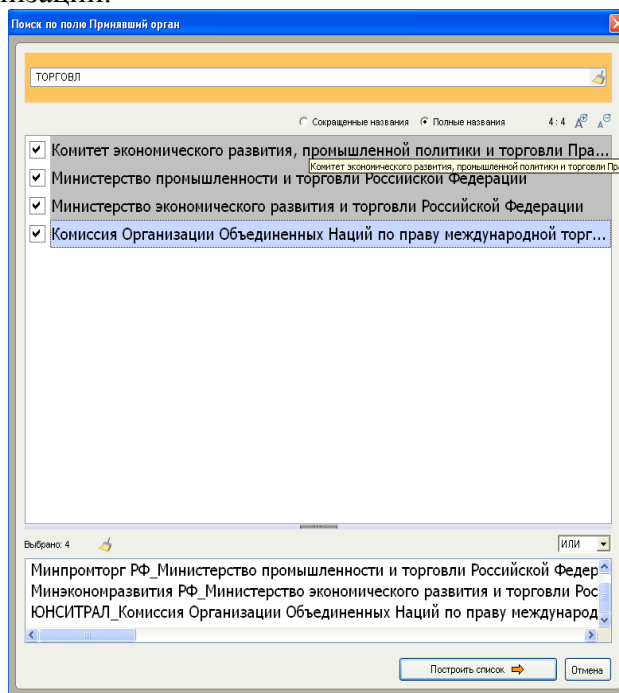 изации.
Поиск по полю Принявший орган
ТОРГОВЛ
Сокращенные названия Полные названия 4 : 4 A A
Комитет экономического развития, промышленной политики и торговли Пра...
Комитет экономического развития, промышленной политики и торговли Пр
Министерство промышленности и торговли Российской Федерации
Министерство экономического развития и торговли Российской Федерации
Комиссия Организации Объединенных Наций по праву международной торг...
Выбрано: 4 ИЛИ
Минпромторг РФ_Министерство промышленности и торговли Российской Федер
Минэкономразвития РФ_Министерство экономического развития и торговли Рос
ЮНСИТРАЛ_Комиссия Организации Объединенных Наций по праву международ
Построить список Отмена